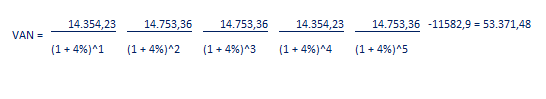 14.354,23 14.753,36 14.753,36 14.354,23 14.753,36 -11582,9 = 53.371,48
VAN =
(1 + 4%)^1 (1 + 4%)^2 (1 + 4%)^3 (1 + 4%)^4 (1 + 4%)^5